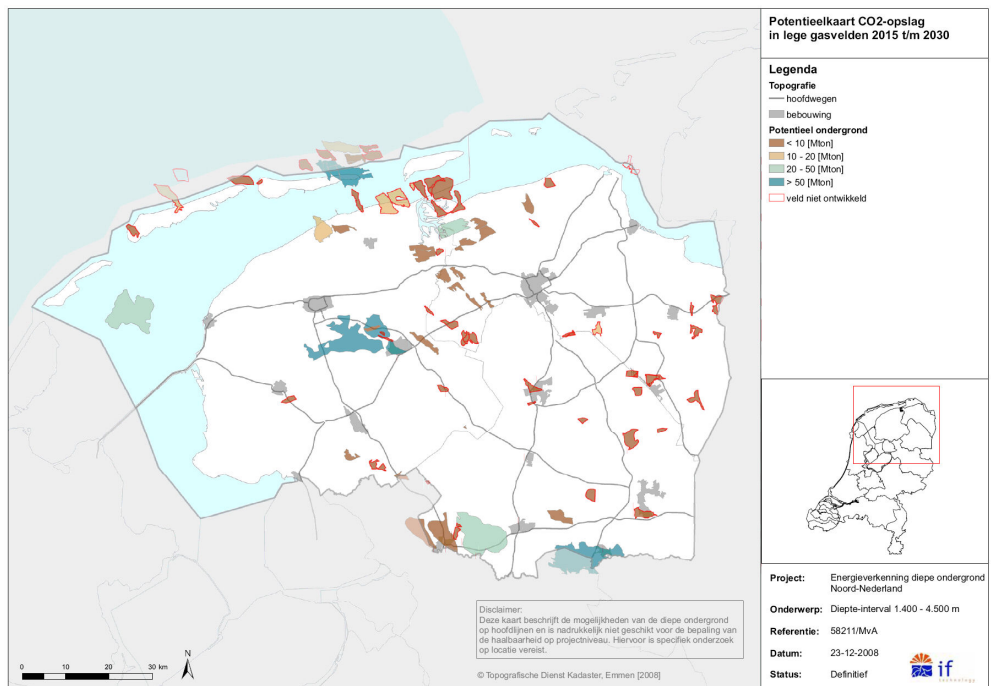 Potentieelkaart CO2-opslag
in lege gasvelden 2015 t/m 2030
Legenda
Topografie
hoofdwegen
bebouwing
Potentieel ondergrond
< 10 [Mton]
10 - 20 [Mton]
20 - 50 [Mton]
> 50 [Mton]
veld niet ontwikkeld
Project: Energieverkenning diepe ondergrond
Noord-Nederland
Onderwerp: Diepte-interval 1.400 - 4.500 m
Referentie: 58211/MvA
Datum: 23-12-2008
Status: Definitief
if
technology
Disclaimer:
Deze kaart beschrijft de mogelijkheden van de diepe ondergrond
op hoofdlijnen en is nadrukkelijk niet geschikt voor de bepaling van
de haalbaarheid op projectniveau. Hiervoor is specifiek onderzoek
op locatie vereist.
© Topografische Dienst Kadaster, Emmen [2008]
0 10 20 30 km
N